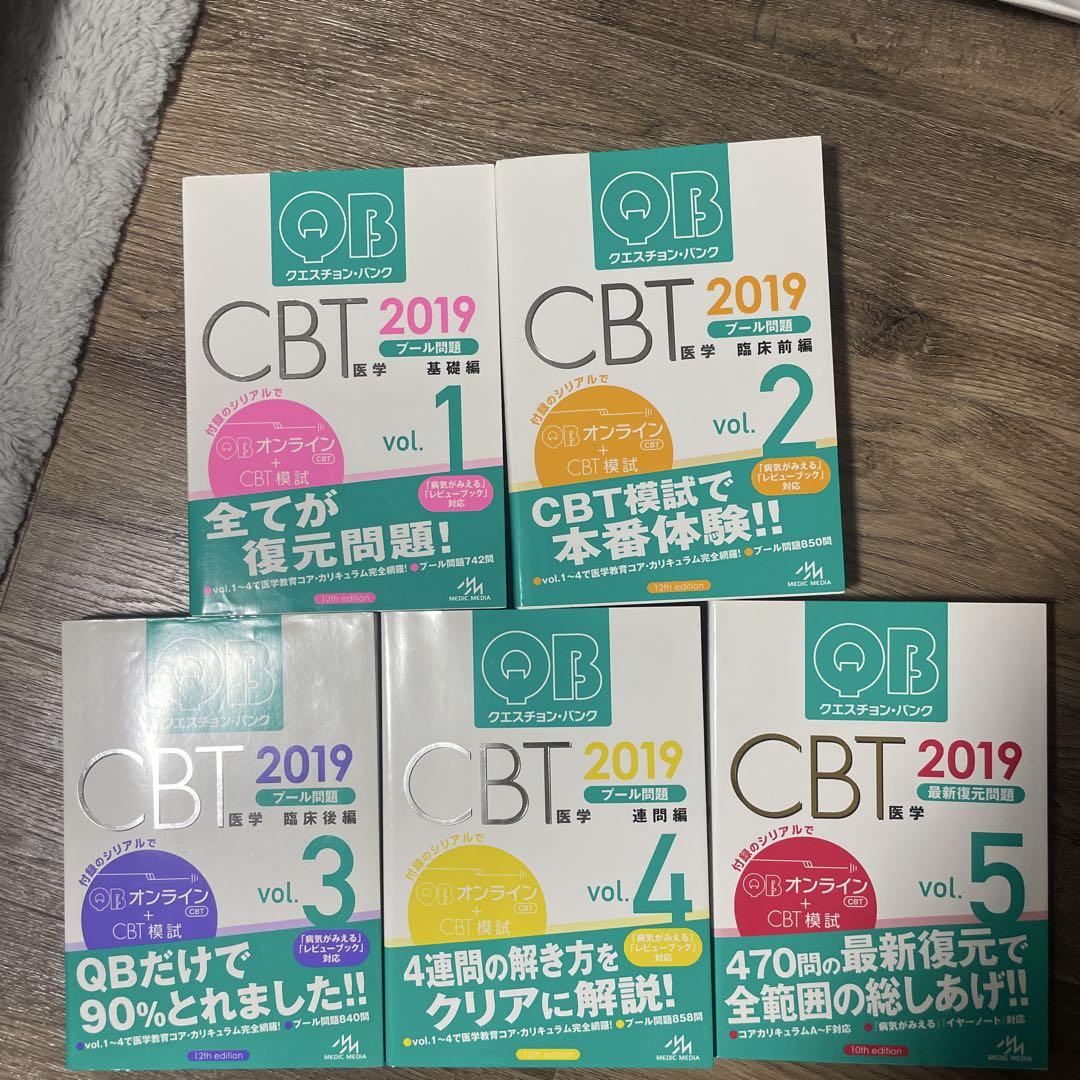 QB
クエスチョン・バンク
CBT 2019
プール問題
医学 基礎編
付録のシリアルで
QBオンライン
CBT
+
CBT模試
vol.1
「病気がみえる」
「レビューブック」
対応
全てが
復元問題!
●vol.1〜4で医学教育コア・カリキュラム完全網羅! ●プール問題742問
12th edition
MEDIC MEDIA
QB
クエスチョン・バンク
CBT 2019
プール問題
医学 臨床前編
付録のシリアルで
QBオンライン
CBT
+
CBT模試
vol.2
「病気がみえる」
「レビューブック」
対応
CBT模試で
本番体験!!
●vol.1〜4で医学教育コア・カリキュラム完全網羅! ●プール問題850問
12th edition
MEDIC MEDIA
QB
クエスチョン・バンク
CBT 2019
プール問題
医学 臨床後編
付録のシリアルで
QBオンライン
CBT
+
CBT模試
vol.3
「病気がみえる」
「レビューブック」
対応
QBだけで
90%とれました!!
●vol.1〜4で医学教育コア・カリキュラム完全網羅! ●プール問題840問
12th edition
MEDIC MEDIA
QB
クエスチョン・バンク
CBT 2019
プール問題
医学 連問編
付録のシリアルで
QBオンライン
CBT
+
CBT模試
vol.4
「病気がみえる」
「レビューブック」
対応
4連問の解き方を
クリアに解説!
●vol.1〜4で医学教育コア・カリキュラム完全網羅! ●プール問題858問
12th edition
MEDIC MEDIA
QB
クエスチョン・バンク
CBT 2019
最新復元問題
医学
付録のシリアルで
QBオンライン
CBT
+
CBT模試
vol.5
470問の最新復元で
全範囲の総しあげ!!
●コアカリキュラムA〜F対応 ●「病気がみえる」「イヤーノート」対応
10th edition
MEDIC MEDIA